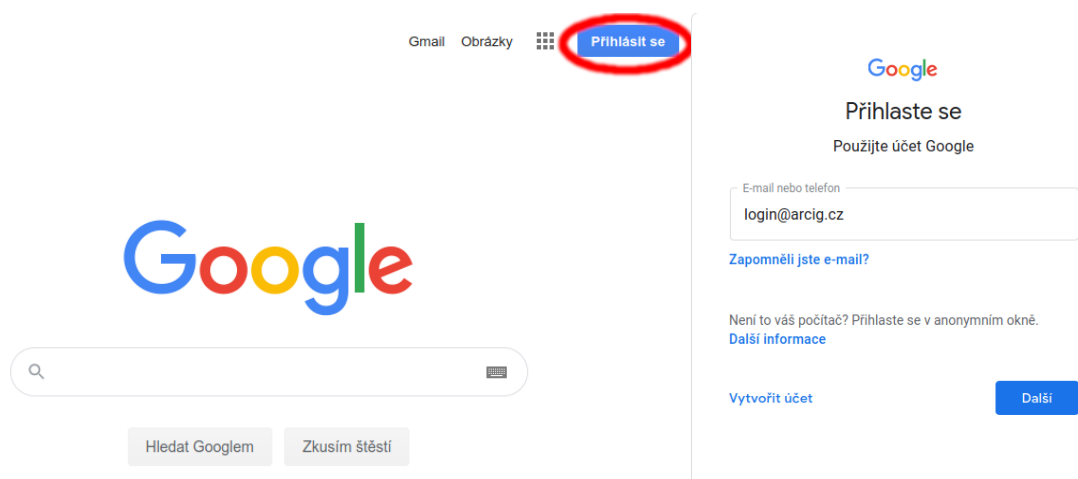 Gmail Obrázky Přihlásit se
Google
Hledat Googlem Zkusím štěstí
Google
Přihlaste se
Použijte účet Google
E-mail nebo telefon
login@arcig.cz
Zapomněli jste e-mail?
Není to váš počítač? Přihlaste se v anonymním okně.
Další informace
Vytvořit účet Další